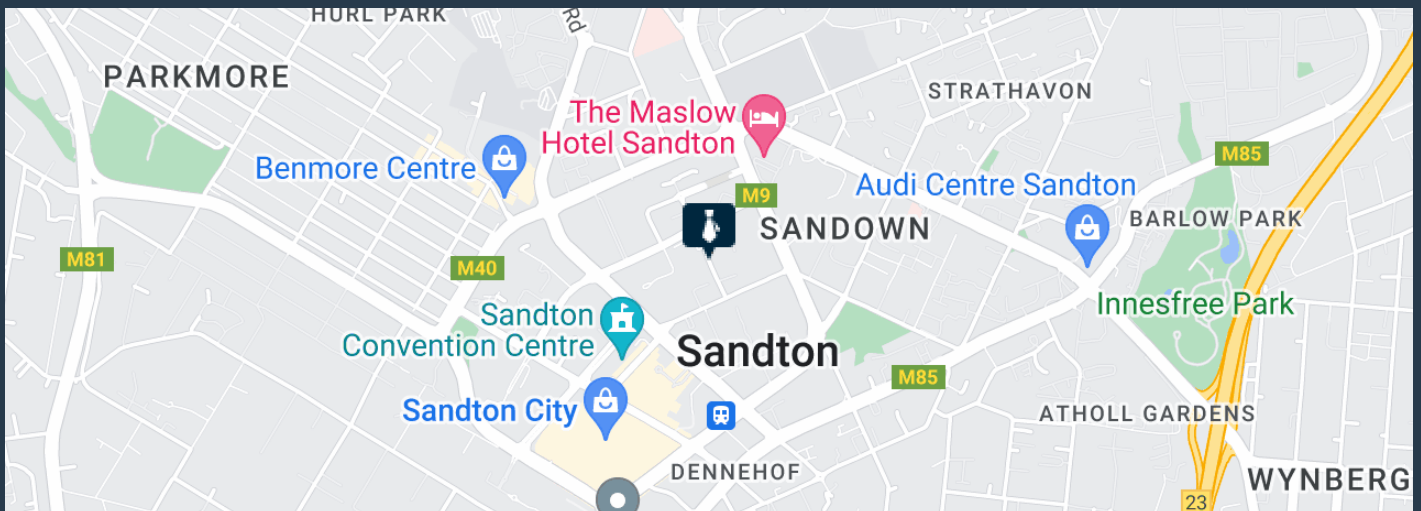 HURL PARK
Rd
PARKMORE
STRATHAVON
The Maslow
Hotel Sandton
M85
Benmore Centre
Audi Centre Sandton
M9
SANDOWN
BARLOW PARK
M81
M40
Innesfree Park
Sandton
Convention Centre
Sandton
M85
Sandton City
ATHOLL GARDENS
DENNEHOF
WYNBERG
23